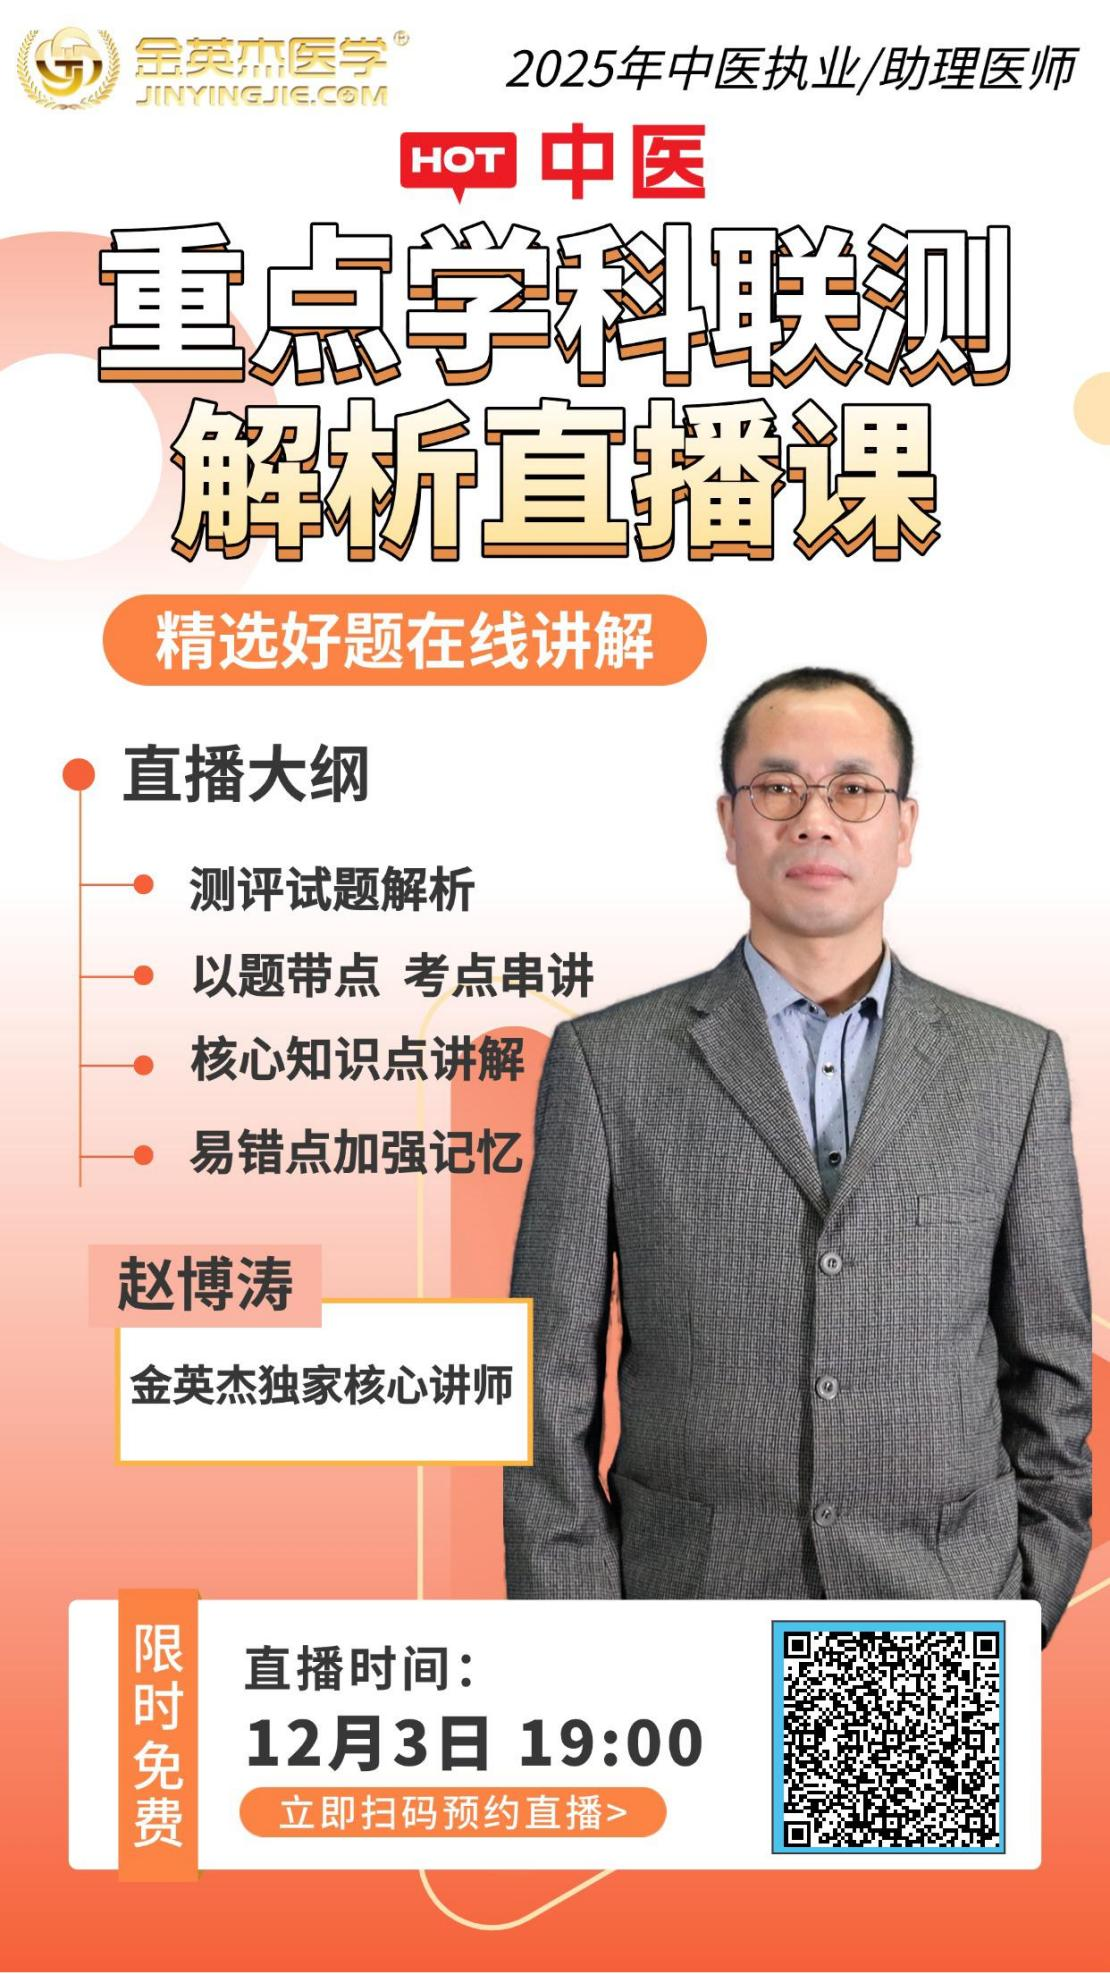 金英杰医学®
JINYINGJIE.COM
2025年中医执业/助理医师
HOT 中医
重点学科联测
解析直播课
精选好题在线讲解
直播大纲
测评试题解析
以题带点 考点串讲
核心知识点讲解
易错点加强记忆
赵博涛
金英杰独家核心讲师
限时免费
直播时间：
12月3日 19:00
立即扫码预约直播>